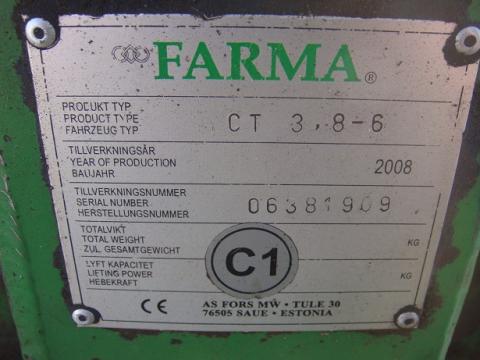 FARMA®
PRODUKT TYP
PRODUCT TYPE
FAHRZEUG TYP
CT 3,8-6
TILLVERKNINGSÅR
YEAR OF PRODUCTION
BAUJAHR
2008
TILLVERKNINGSNUMMER
SERIAL NUMBER
HERSTELLUNGSNUMMER
06381909
TOTALVIKT
TOTAL WEIGHT
ZUL. GESAMTGEWICHT
KG
LYFT KAPACITET
LIFTING POWER
HEBEKRAFT
KG
C1
CE
AS FORS MW • TULE 30
76505 SAUE • ESTONIA